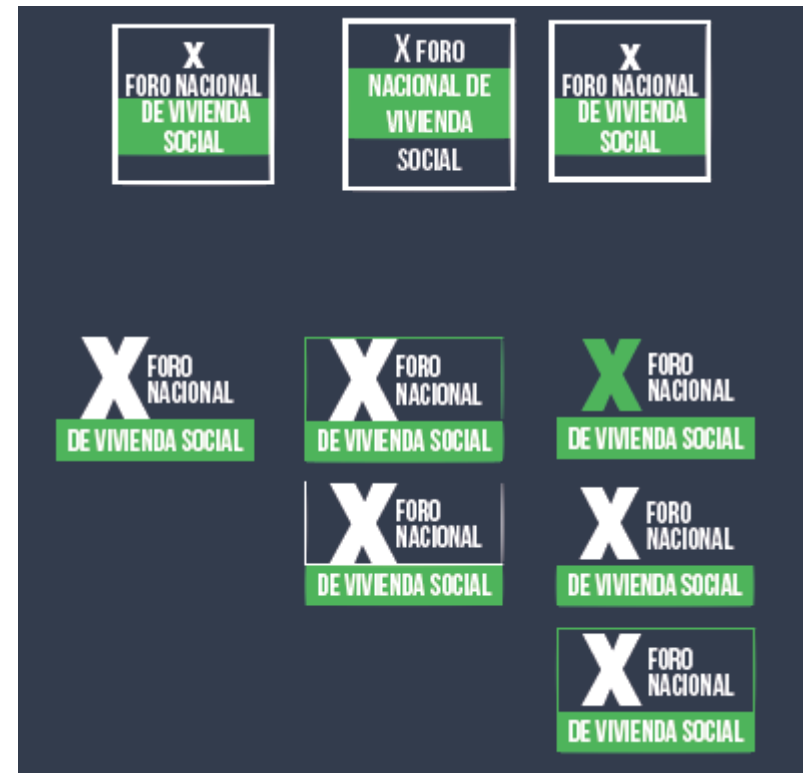 X
FORO NACIONAL
DE VIVIENDA
SOCIAL
X FORO
NACIONAL DE
VIVIENDA
SOCIAL
X
FORO NACIONAL
DE VIVIENDA
SOCIAL
X FORO
NACIONAL
DE VIVIENDA SOCIAL
X FORO
NACIONAL
DE VIVIENDA SOCIAL
X FORO
NACIONAL
DE VIVIENDA SOCIAL
X FORO
NACIONAL
DE VIVIENDA SOCIAL
X FORO
NACIONAL
DE VIVIENDA SOCIAL
X FORO
NACIONAL
DE VIVIENDA SOCIAL